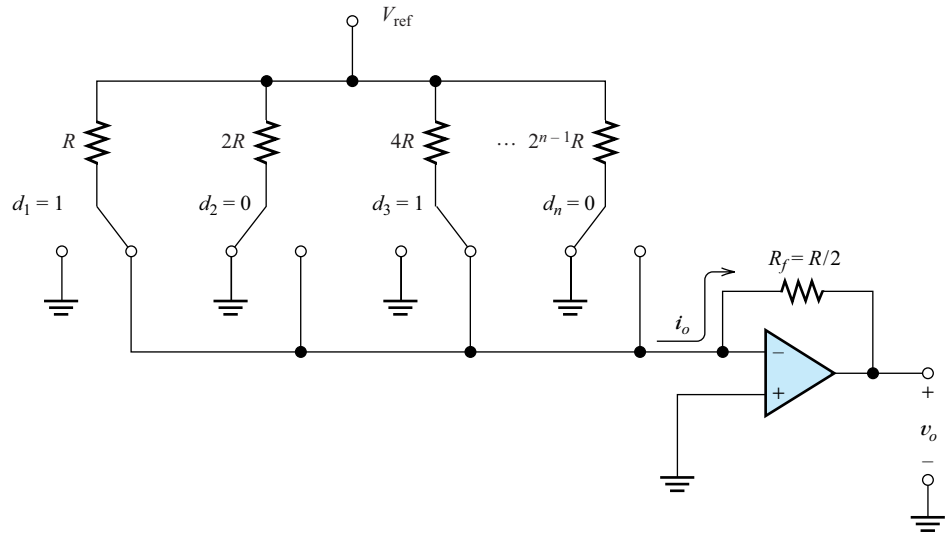 V_ref
R
2R
4R
... 2^{n−1}R
d_1 = 1
d_2 = 0
d_3 = 1
d_n = 0
R_f = R/2
i_o
−
+
+
v_o
−